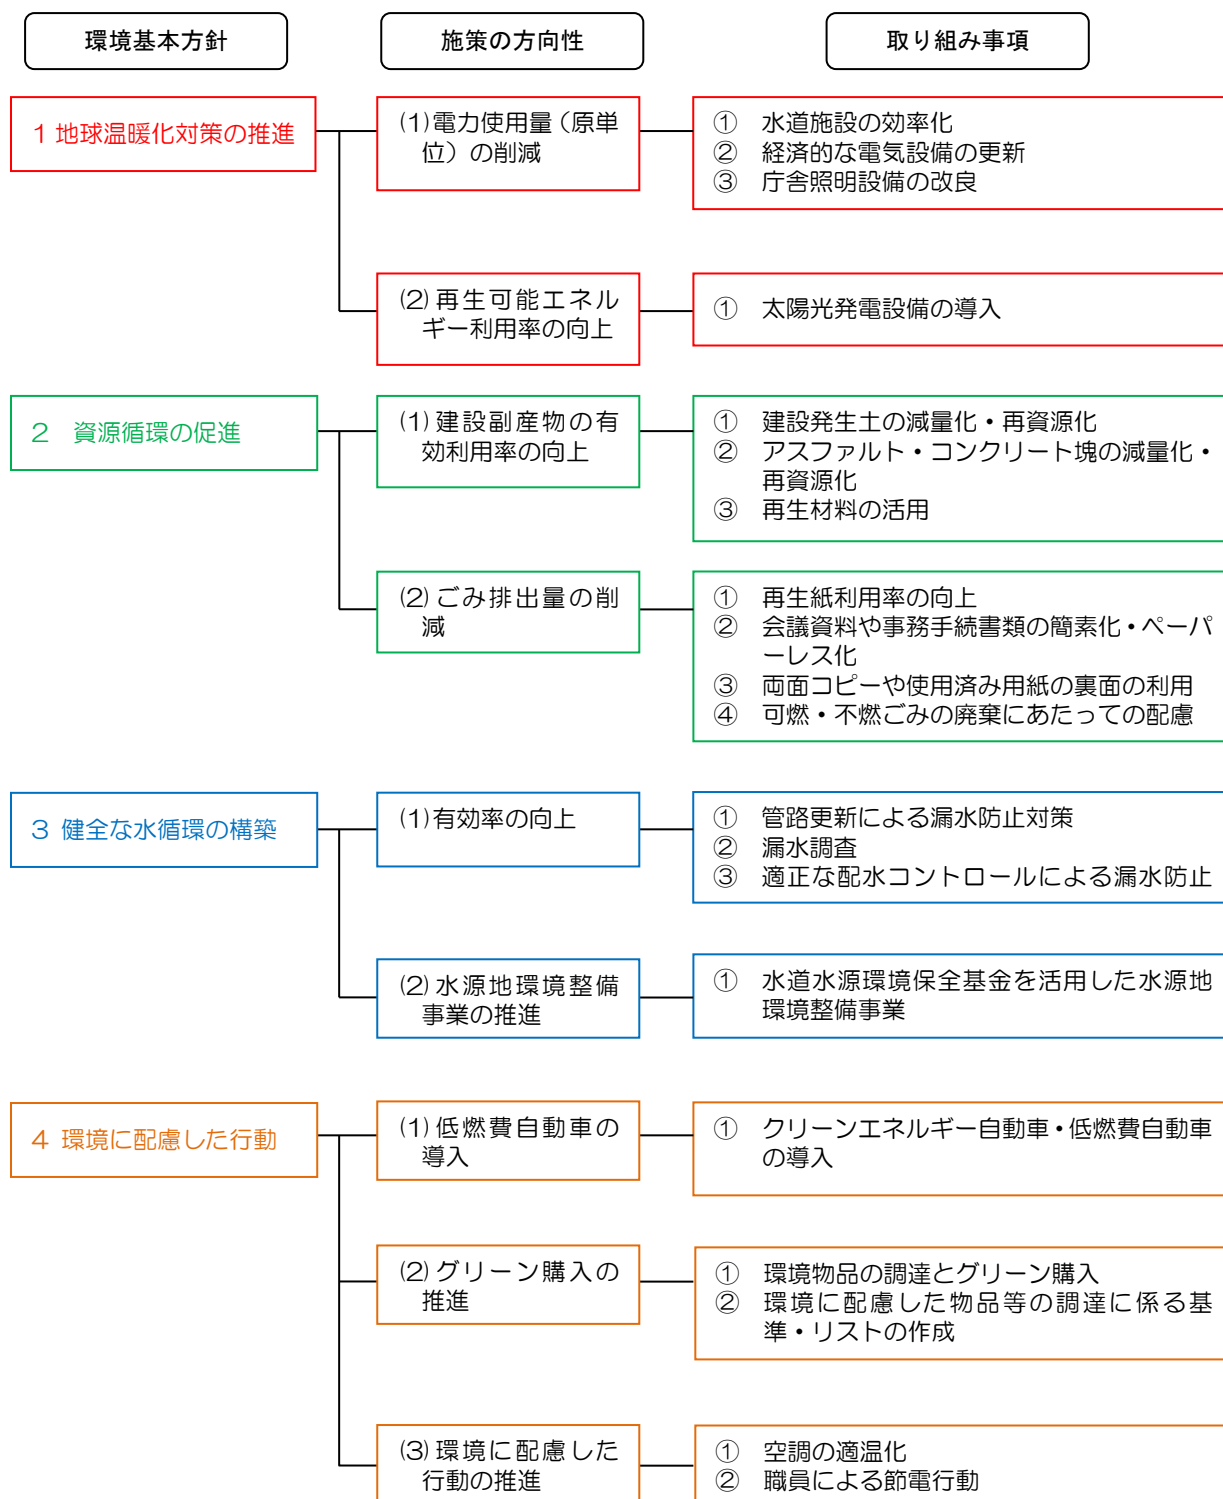 環境基本方針
施策の方向性
取り組み事項
1 地球温暖化対策の推進
(1)電力使用量（原単
位）の削減
① 水道施設の効率化
② 経済的な電気設備の更新
③ 庁舎照明設備の改良
(2)再生可能エネル
ギー利用率の向上
① 太陽光発電設備の導入
2 資源循環の促進
(1)建設副産物の有
効利用率の向上
① 建設発生土の減量化・再資源化
② アスファルト・コンクリート塊の減量化・
再資源化
③ 再生材料の活用
(2)ごみ排出量の削
減
① 再生紙利用率の向上
② 会議資料や事務手続書類の簡素化・ペーパ
ーレス化
③ 両面コピーや使用済み用紙の裏面の利用
④ 可燃・不燃ごみの廃棄にあたっての配慮
3 健全な水循環の構築
(1)有効率の向上
① 管路更新による漏水防止対策
② 漏水調査
③ 適正な配水コントロールによる漏水防止
(2)水源地環境整備
事業の推進
① 水道水源環境保全基金を活用した水源地
環境整備事業
4 環境に配慮した行動
(1)低燃費自動車の
導入
① クリーンエネルギー自動車・低燃費自動車
の導入
(2)グリーン購入の
推進
① 環境物品の調達とグリーン購入
② 環境に配慮した物品等の調達に係る基
準・リストの作成
(3)環境に配慮した
行動の推進
① 空調の適温化
② 職員による節電行動